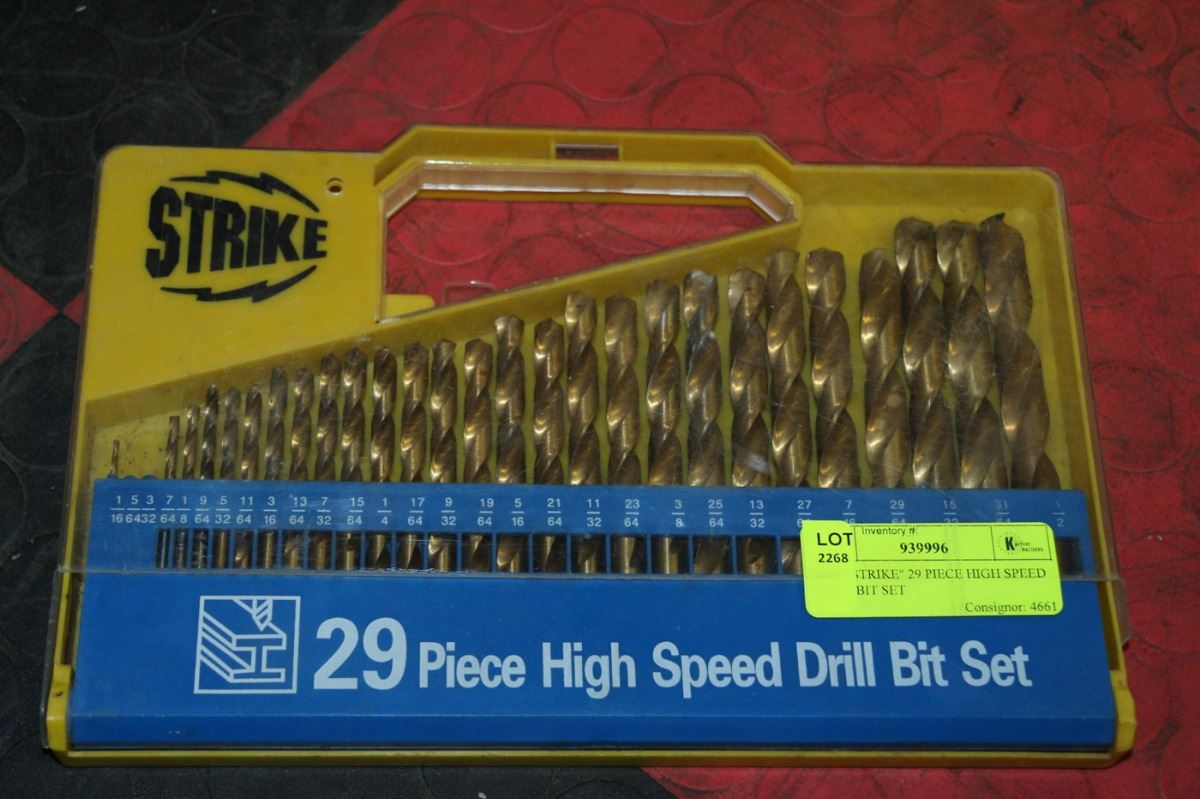 STRIKE
1 5 3 7 1 9 5 11 3 13 7 15 1 17 9 19 5 21 11 23 3 25 13 27 7 29 15 31 1
16 64 32 64 8 64 32 64 16 64 32 64 4 64 32 64 16 64 32 64 8 64 32 64 2
LOT
2268
Inventory #:
939996
TRIKE" 29 PIECE HIGH SPEED
BIT SET
Consignor: 4661
29 Piece High Speed Drill Bit Set